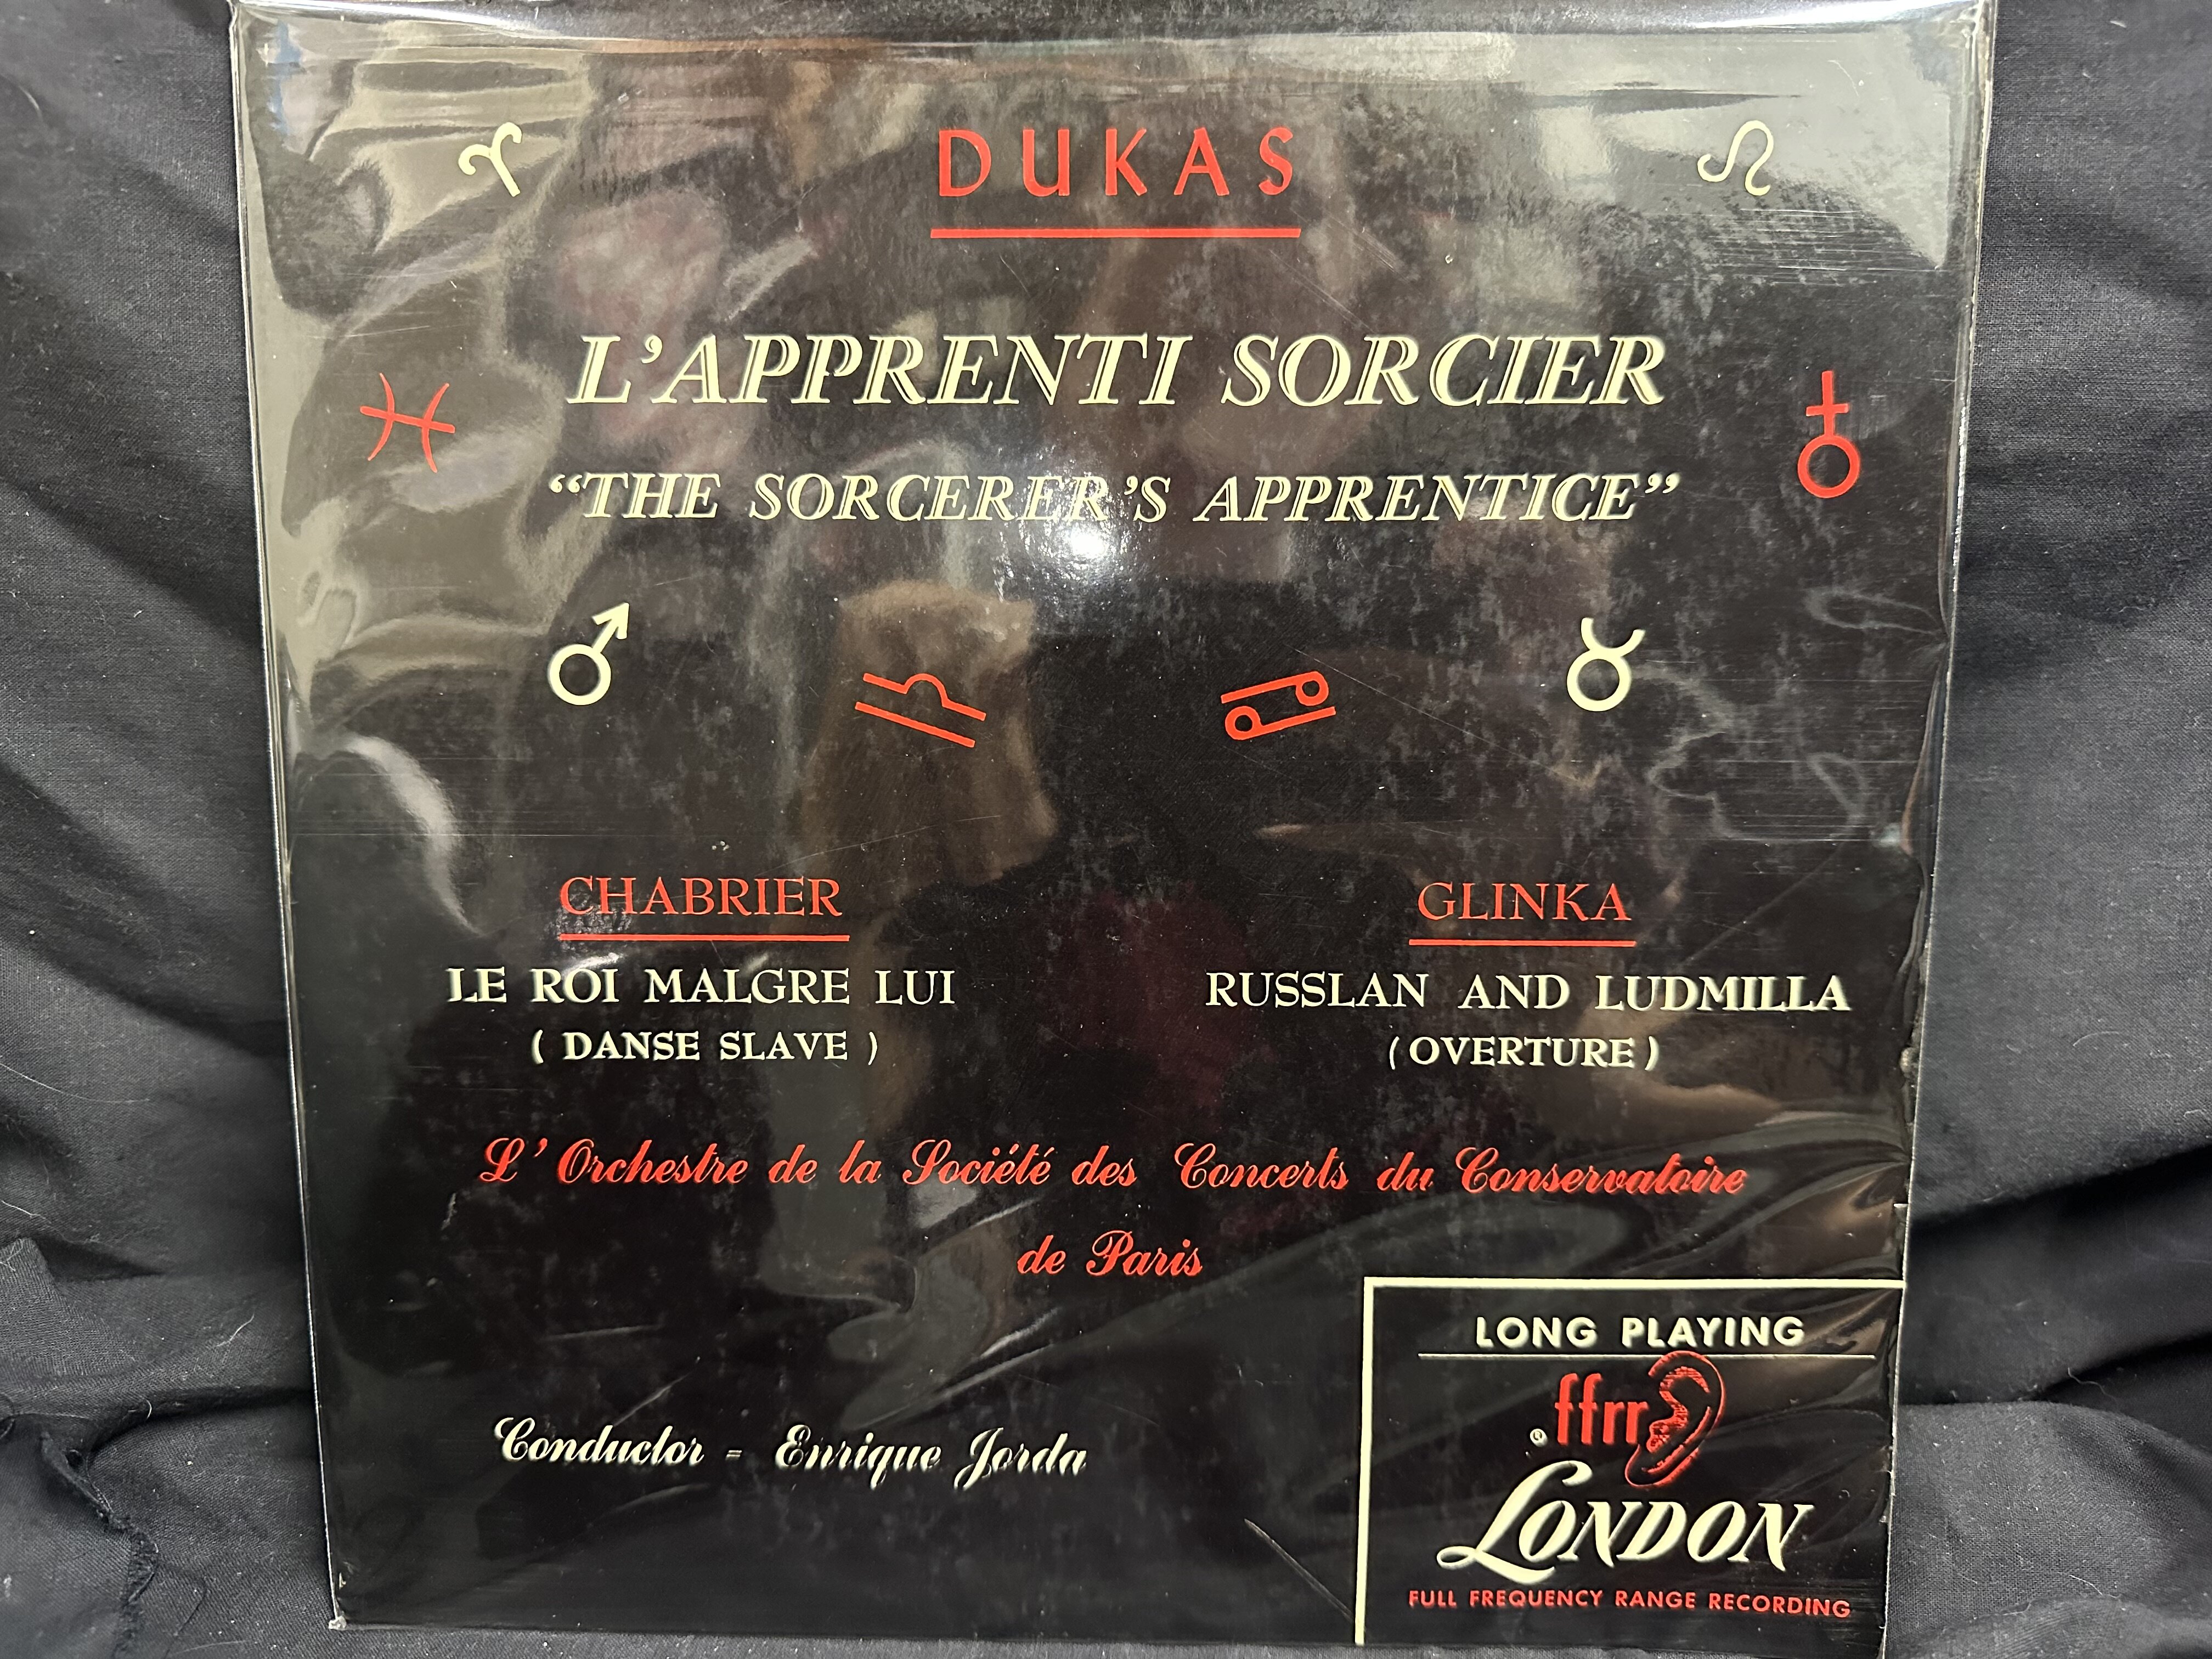 DUKAS
L'APPRENTI SORCIER
“THE SORCERER'S APPRENTICE”
CHABRIER
LE ROI MALGRE LUI
( DANSE SLAVE )
GLINKA
RUSSLAN AND LUDMILLA
( OVERTURE )
L' Orchestre de la Société des Concerts du Conservatoire
de Paris
Conductor - Enrique Jorda
LONG PLAYING
® ffrr
LONDON
FULL FREQUENCY RANGE RECORDING